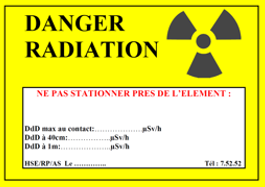 DANGER
RADIATION
NE PAS STATIONNER PRES DE L'ELEMENT :
DdD max au contact:…………………µSv/h
DdD à 40cm:………………µSv/h
DdD à 1m:…………………µSv/h
HSE/RP/AS Le ………….. Tél : 7.52.52